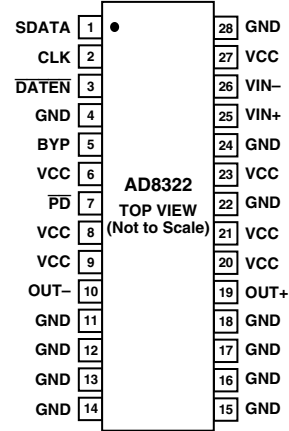 SDATA 1 28 GND
CLK 2 27 VCC
DATEN 3 26 VIN–
GND 4 25 VIN+
BYP 5 24 GND
VCC 6 23 VCC
PD 7 22 GND
VCC 8 21 VCC
VCC 9 20 VCC
OUT– 10 19 OUT+
GND 11 18 GND
GND 12 17 GND
GND 13 16 GND
GND 14 15 GND
AD8322
TOP VIEW
(Not to Scale)